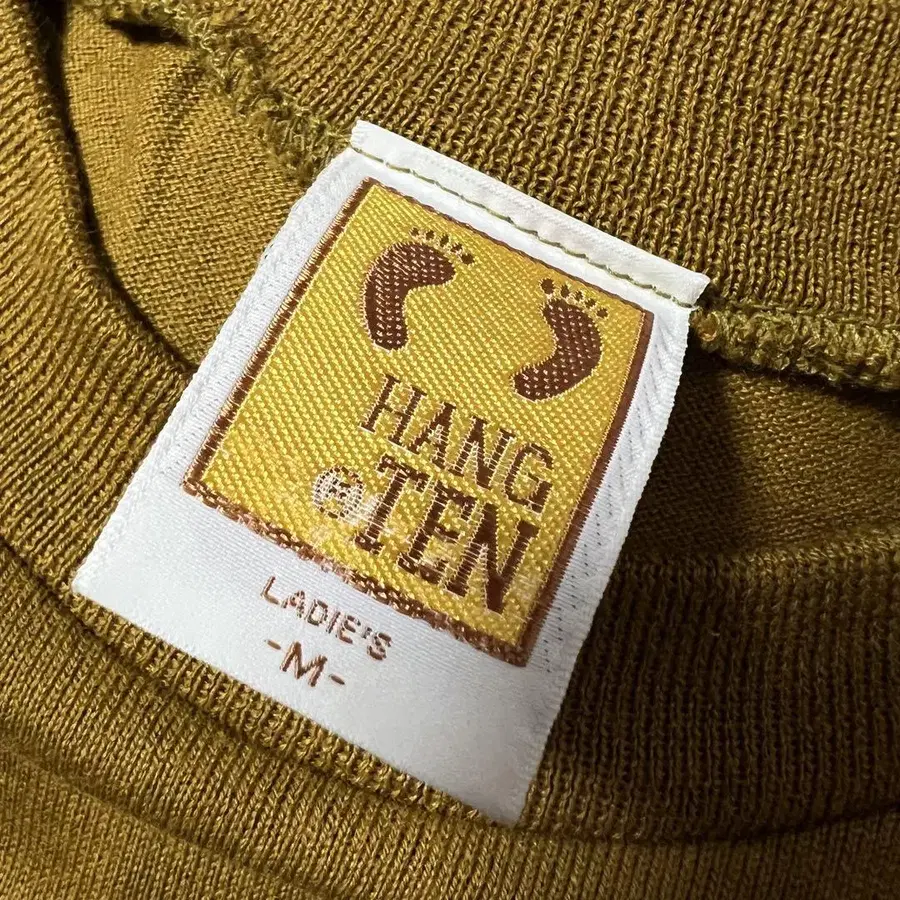 HANG
® TEN
LADIE'S
-M-